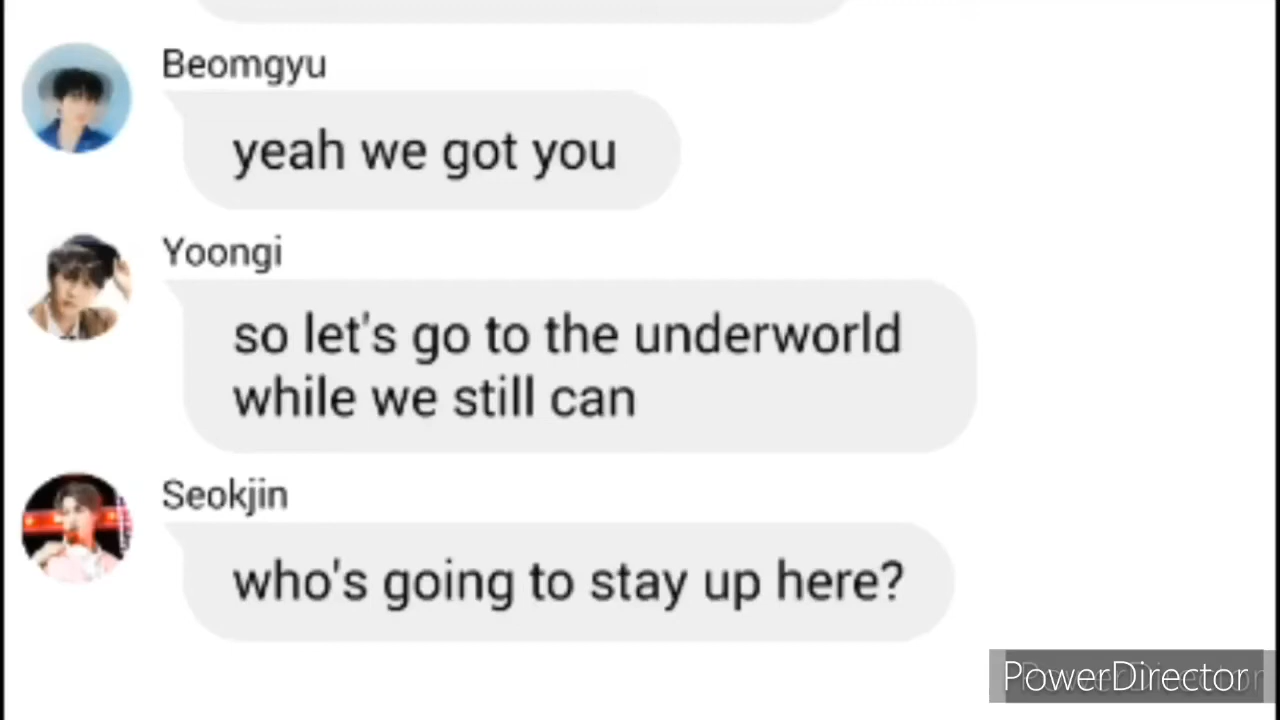 Beomgyu
yeah we got you
Yoongi
so let's go to the underworld
while we still can
Seokjin
who's going to stay up here?
PowerDirector